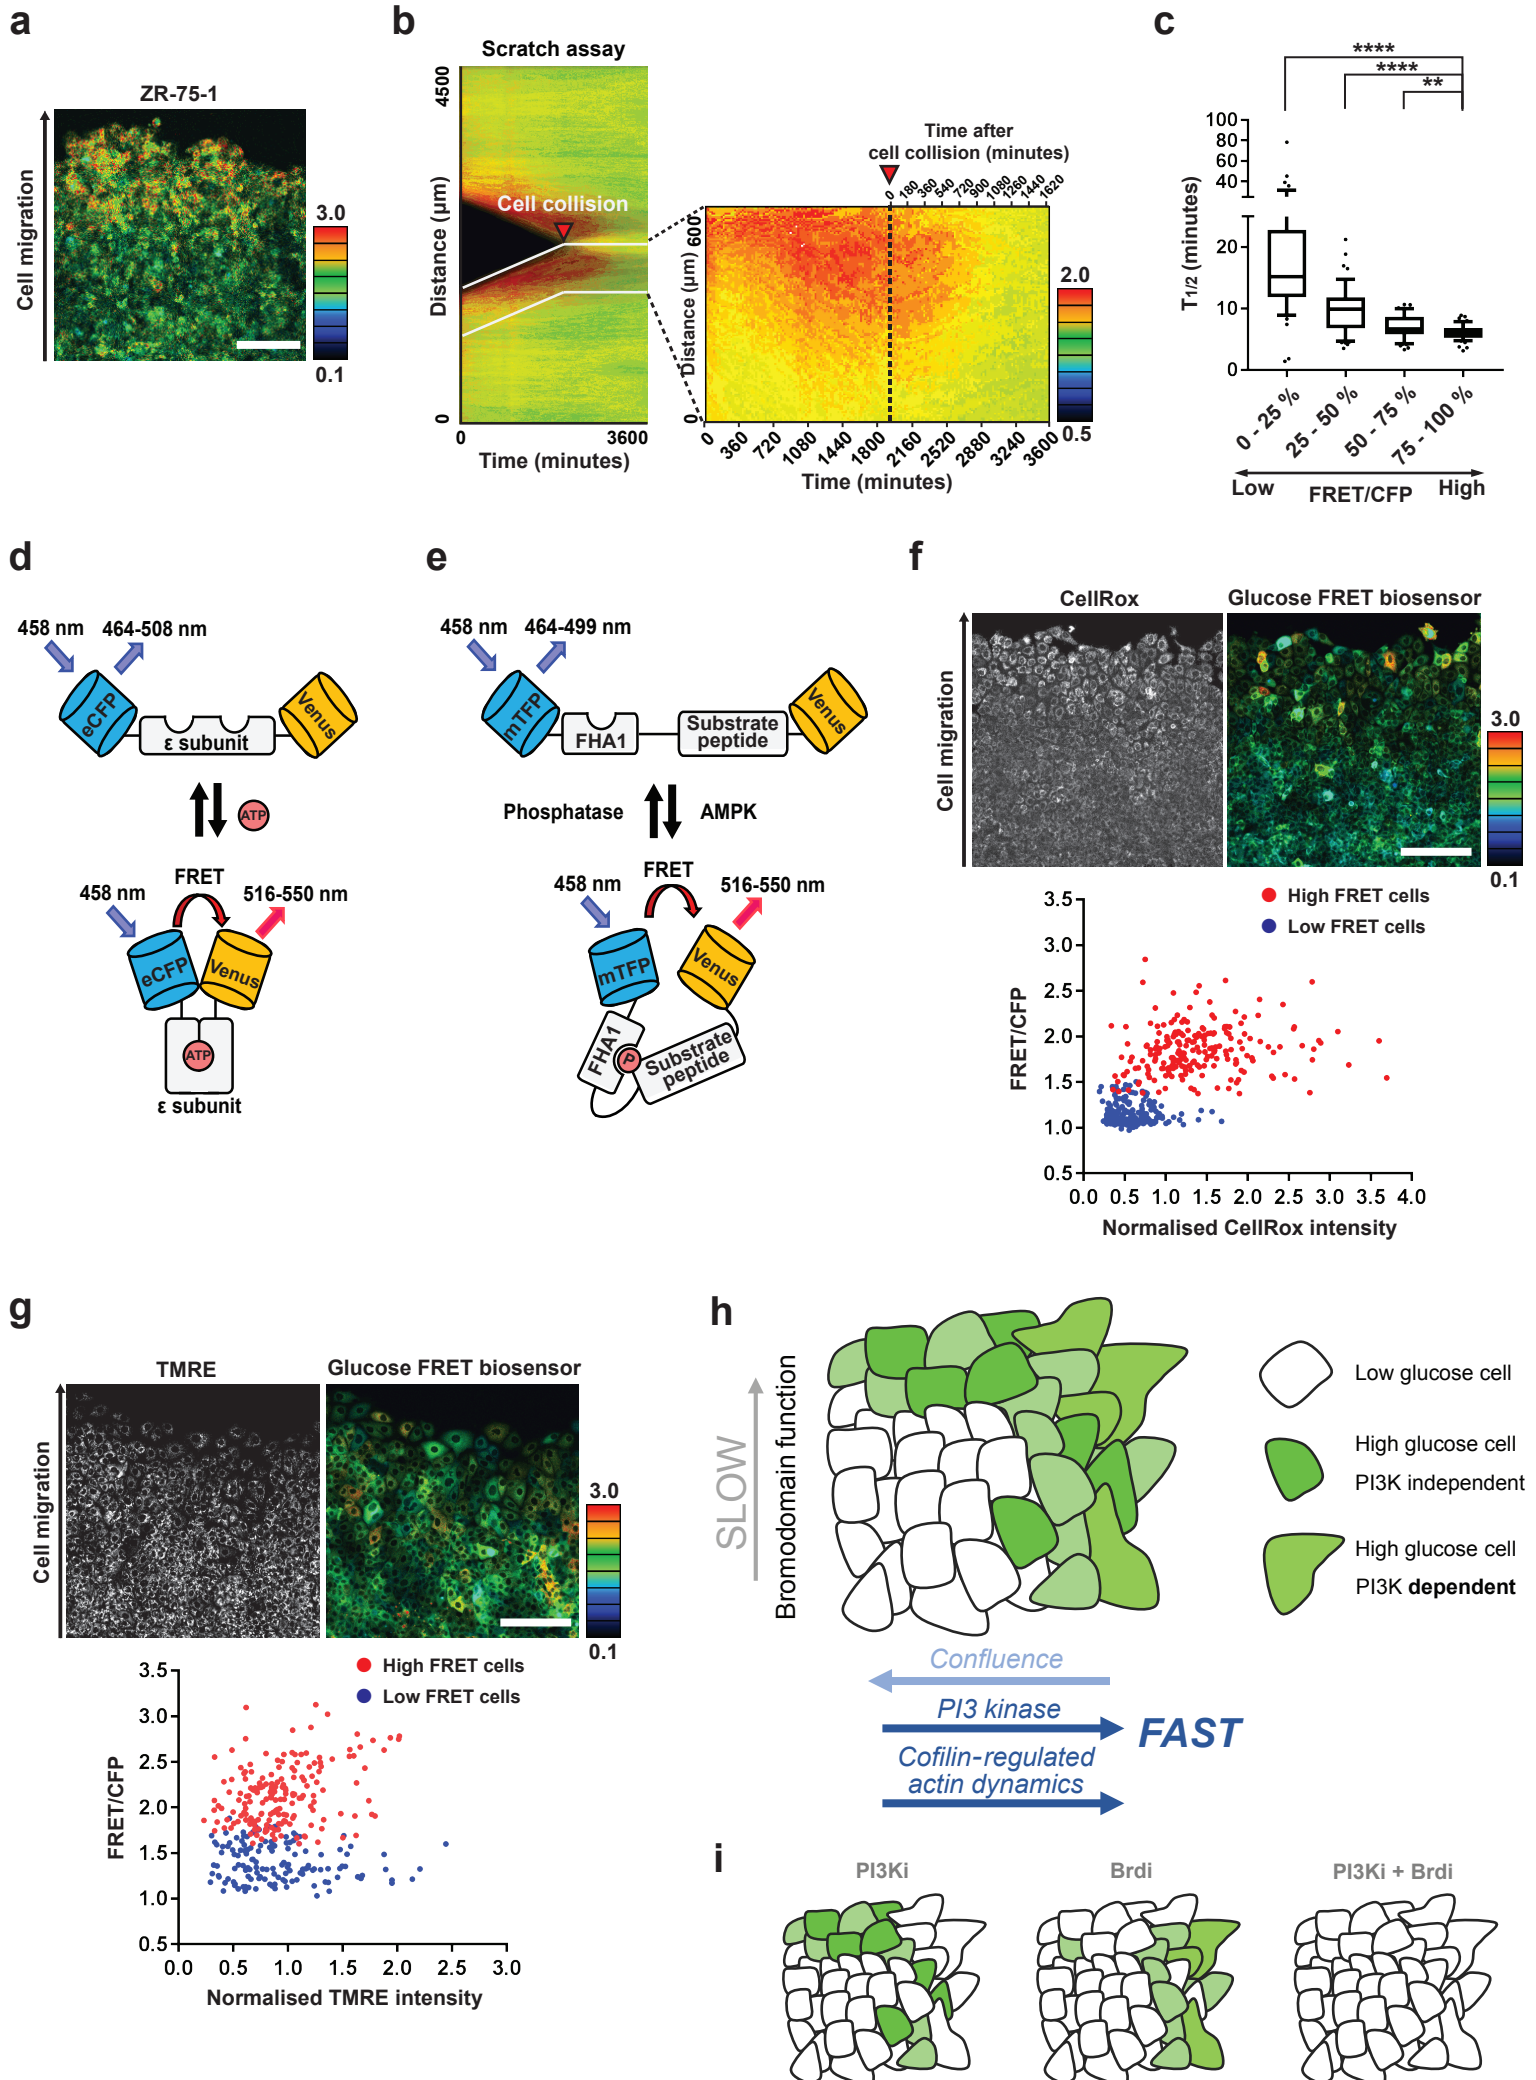 a
ZR-75-1
Cell migration
3.0
0.1
b
Scratch assay
4500
Distance (µm)
0
Cell collision
0
3600
Time (minutes)
Time after
cell collision (minutes)
0 180 360 540 720 900 1080 1260 1440 1620
600
Distance (µm)
0
0 360 720 1080 1440 1800 2160 2520 2880 3240 3600
Time (minutes)
2.0
0.5
c
****
****
**
100
80
60
40
20
10
0
T1/2 (minutes)
0 - 25 %
25 - 50 %
50 - 75 %
75 - 100 %
Low FRET/CFP High
d
458 nm 464-508 nm
eCFP
Venus
ε subunit
ATP
FRET
458 nm
516-550 nm
eCFP
Venus
ATP
ε subunit
e
458 nm 464-499 nm
mTFP
FHA1
Substrate
peptide
Venus
Phosphatase
AMPK
FRET
458 nm
516-550 nm
mTFP
Venus
FHA1
P
Substrate
peptide
f
CellRox
Glucose FRET biosensor
Cell migration
3.0
0.1
3.5
3.0
2.5
2.0
1.5
1.0
0.5
FRET/CFP
High FRET cells
Low FRET cells
0.0 0.5 1.0 1.5 2.0 2.5 3.0 3.5 4.0
Normalised CellRox intensity
g
TMRE
Glucose FRET biosensor
Cell migration
3.0
0.1
3.5
3.0
2.5
2.0
1.5
1.0
0.5
FRET/CFP
High FRET cells
Low FRET cells
0.0 0.5 1.0 1.5 2.0 2.5 3.0
Normalised TMRE intensity
h
SLOW
Bromodomain function
Low glucose cell
High glucose cell
PI3K independent
High glucose cell
PI3K dependent
Confluence
PI3 kinase
FAST
Cofilin-regulated
actin dynamics
i
PI3Ki
Brdi
PI3Ki + Brdi